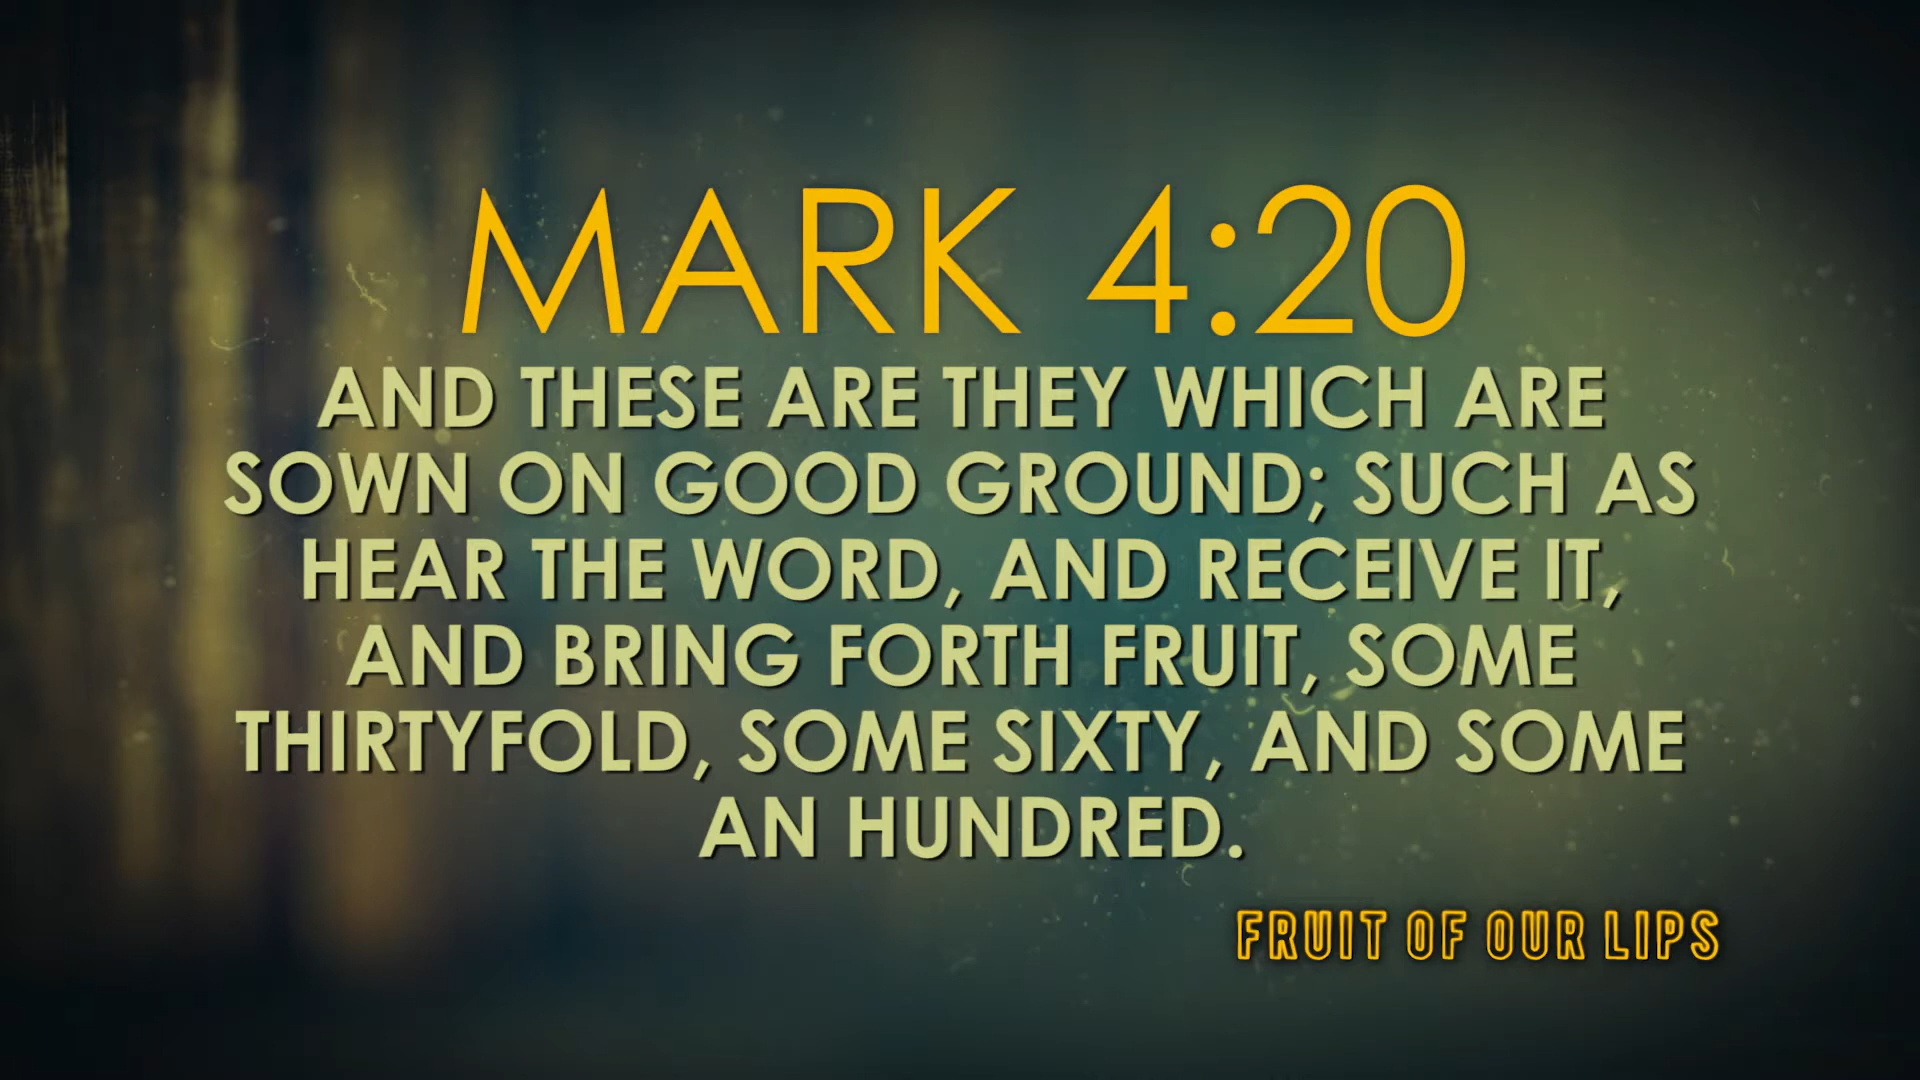 MARK 4:20
AND THESE ARE THEY WHICH ARE
SOWN ON GOOD GROUND; SUCH AS
HEAR THE WORD, AND RECEIVE IT,
AND BRING FORTH FRUIT, SOME
THIRTYFOLD, SOME SIXTY, AND SOME
AN HUNDRED.
FRUIT OF OUR LIPS